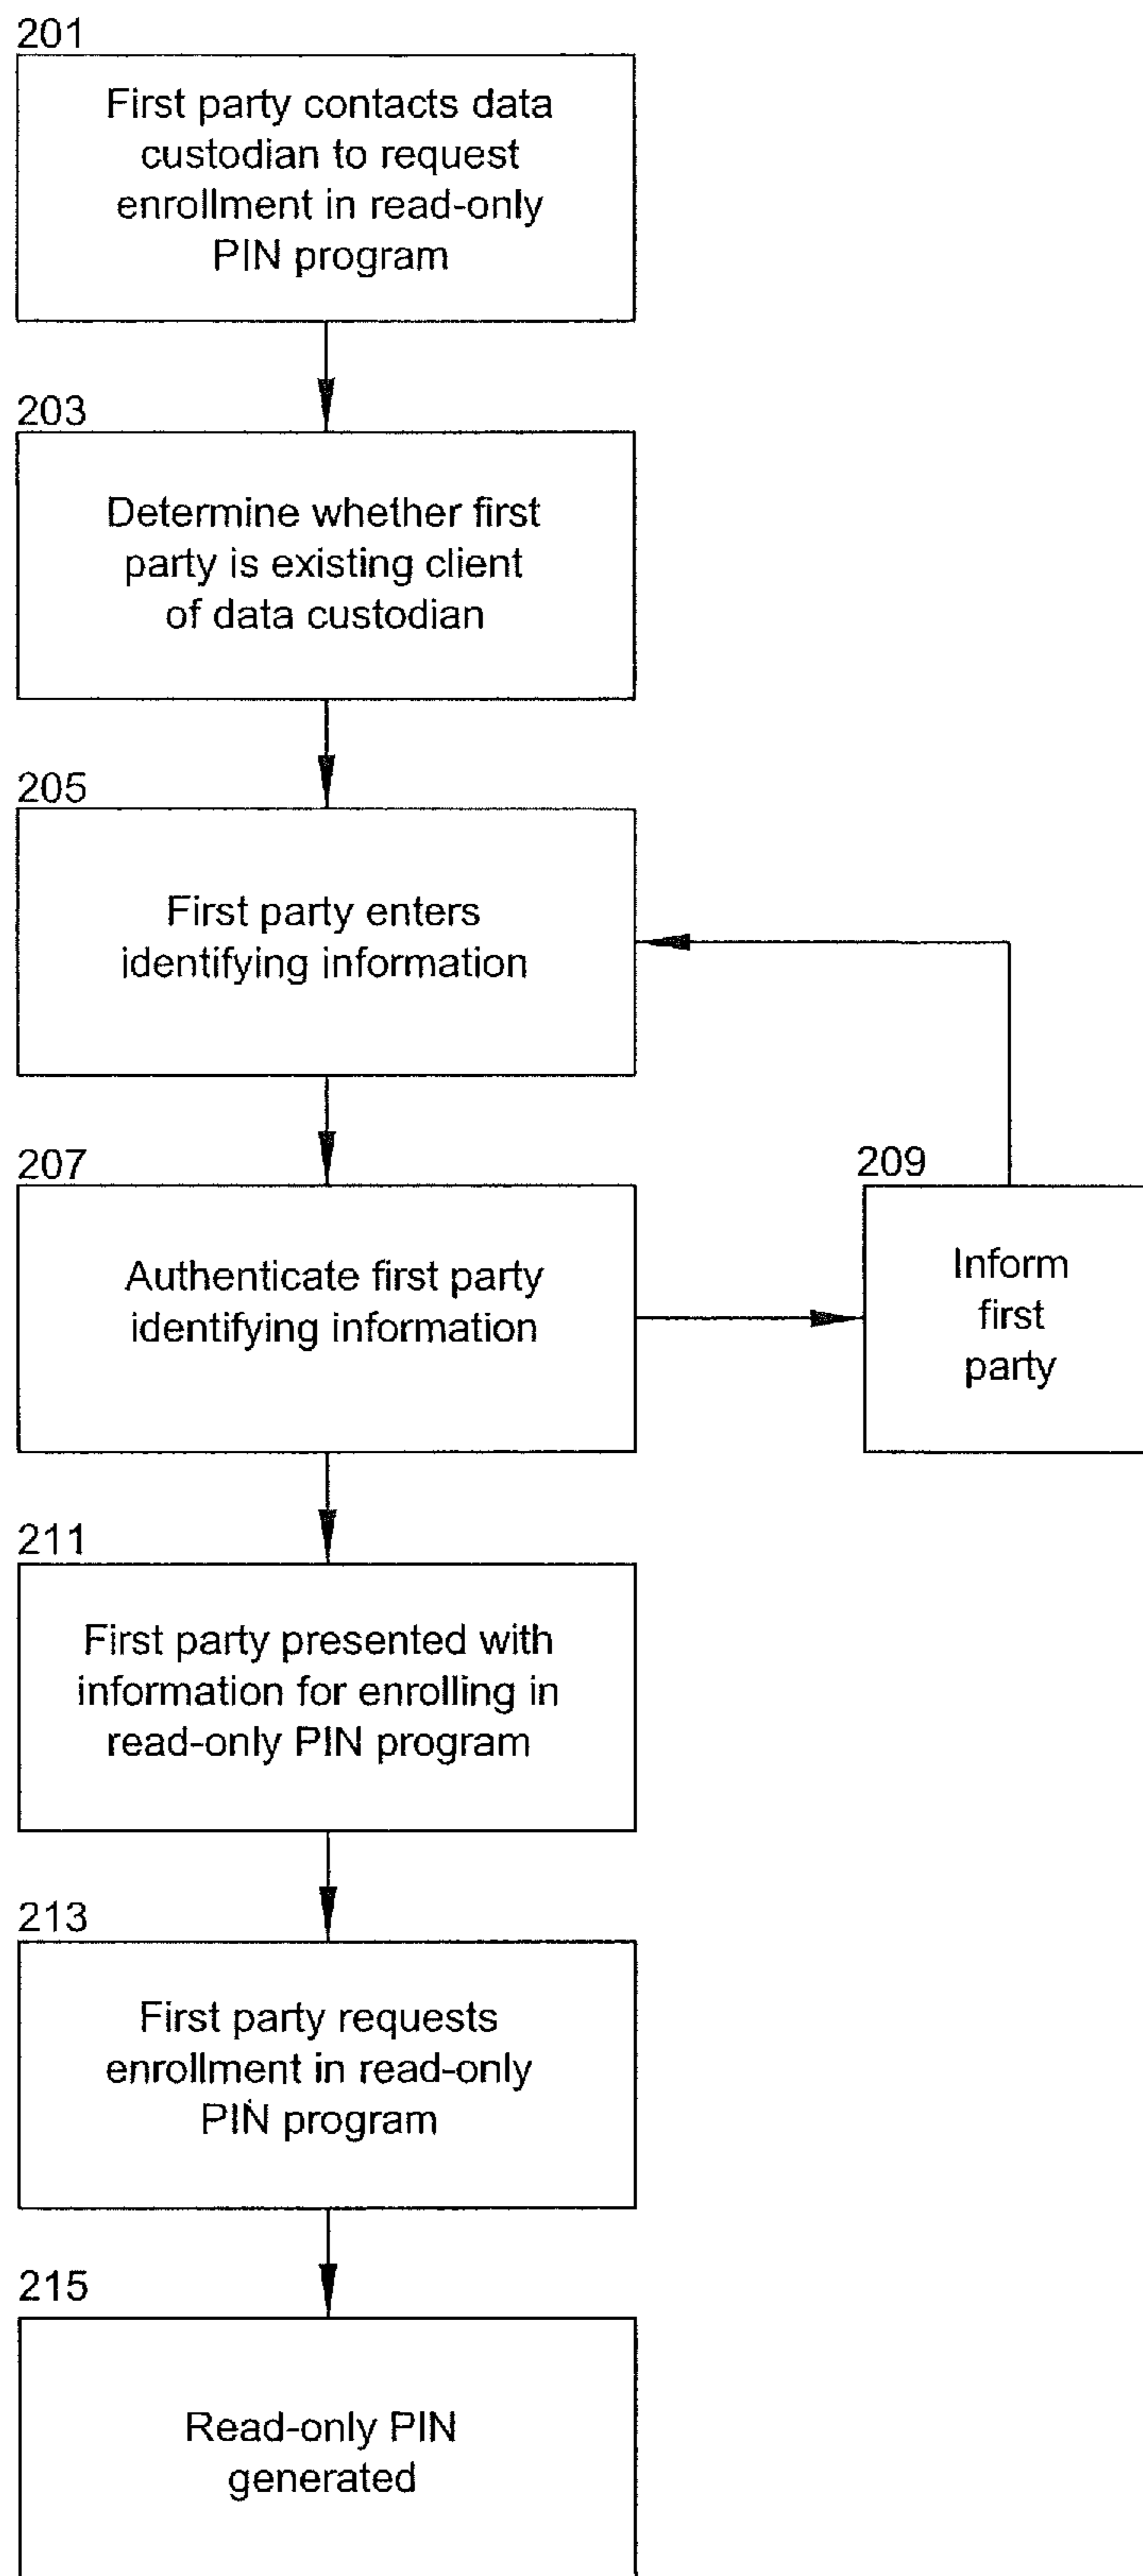 201
First party contacts data
custodian to request
enrollment in read-only
PIN program
203
Determine whether first
party is existing client
of data custodian
205
First party enters
identifying information
207
Authenticate first party
identifying information
209
Inform
first
party
211
First party presented with
information for enrolling in
read-only PIN program
213
First party requests
enrollment in read-only
PIN program
215
Read-only PIN
generated